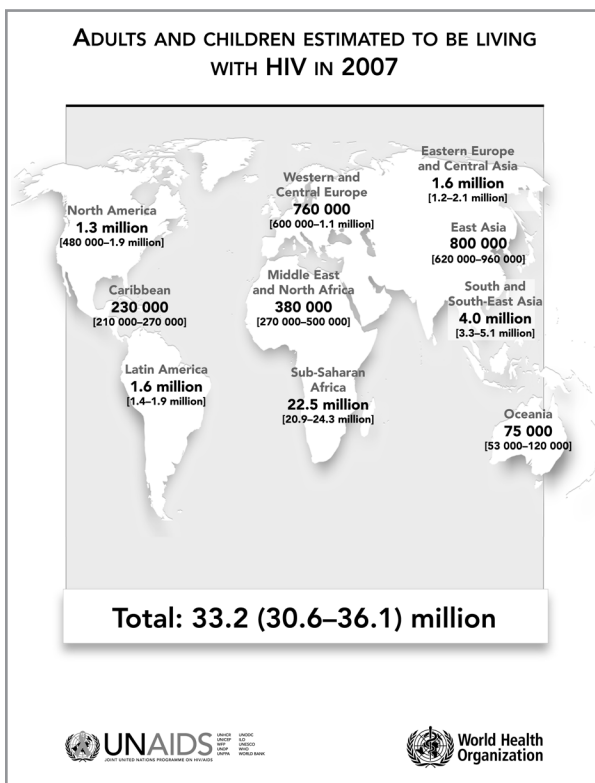 ADULTS AND CHILDREN ESTIMATED TO BE LIVING
WITH HIV IN 2007
Eastern Europe
and Central Asia
1.6 million
[1.2–2.1 million]
Western and
Central Europe
760 000
[600 000–1.1 million]
North America
1.3 million
[480 000–1.9 million]
East Asia
800 000
[620 000–960 000]
Middle East
and North Africa
380 000
[270 000–500 000]
Caribbean
230 000
[210 000–270 000]
South and
South-East Asia
4.0 million
[3.3–5.1 million]
Latin America
1.6 million
[1.4–1.9 million]
Sub-Saharan
Africa
22.5 million
[20.9–24.3 million]
Oceania
75 000
[53 000–120 000]
Total: 33.2 (30.6–36.1) million
UNAIDS
JOINT UNITED NATIONS PROGRAMME ON HIV/AIDS
UNHCR UNODC
UNICEF ILO
WFP UNESCO
UNDP WHO
UNFPA WORLD BANK
World Health
Organization